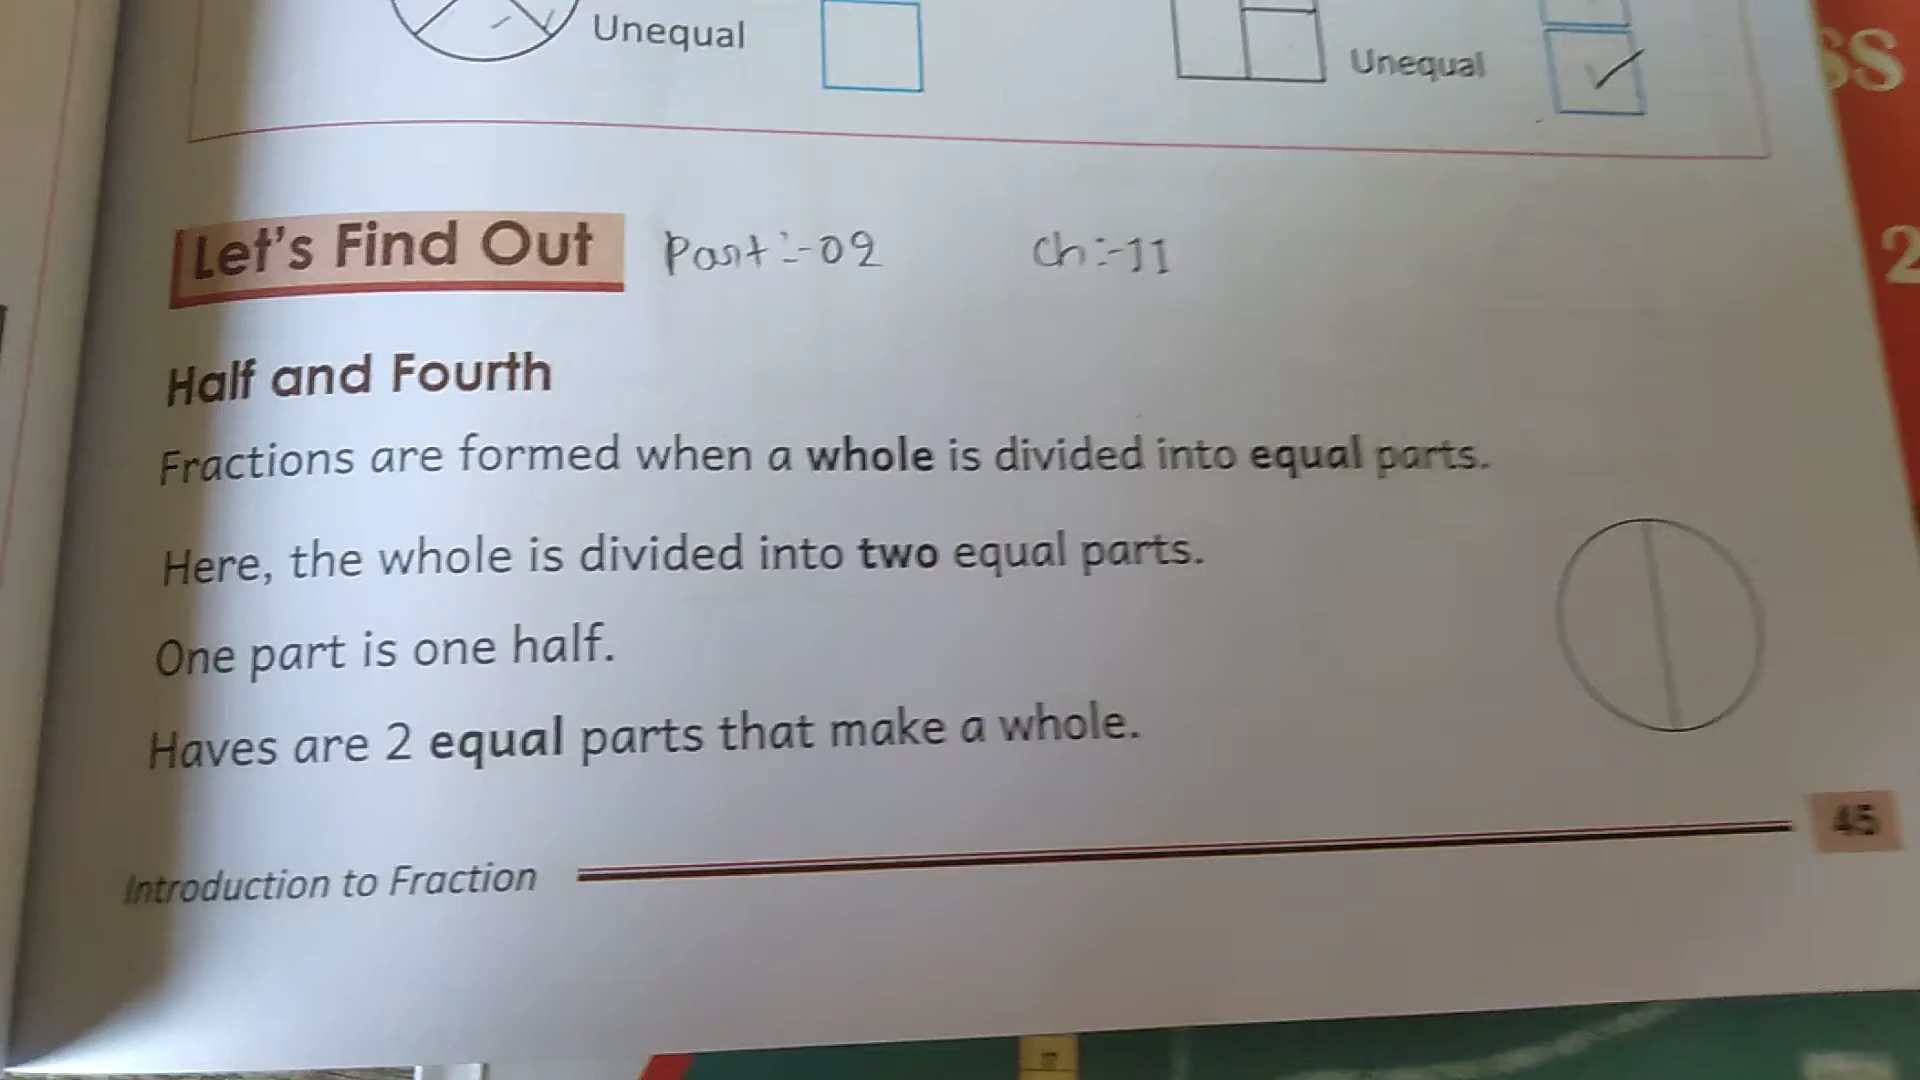 Unequal
Unequal
SS
2
Let's Find Out Part :- 02 Ch :- 11
Half and Fourth
Fractions are formed when a whole is divided into equal parts.
Here, the whole is divided into two equal parts.
One part is one half.
Haves are 2 equal parts that make a whole.
45
Introduction to Fraction